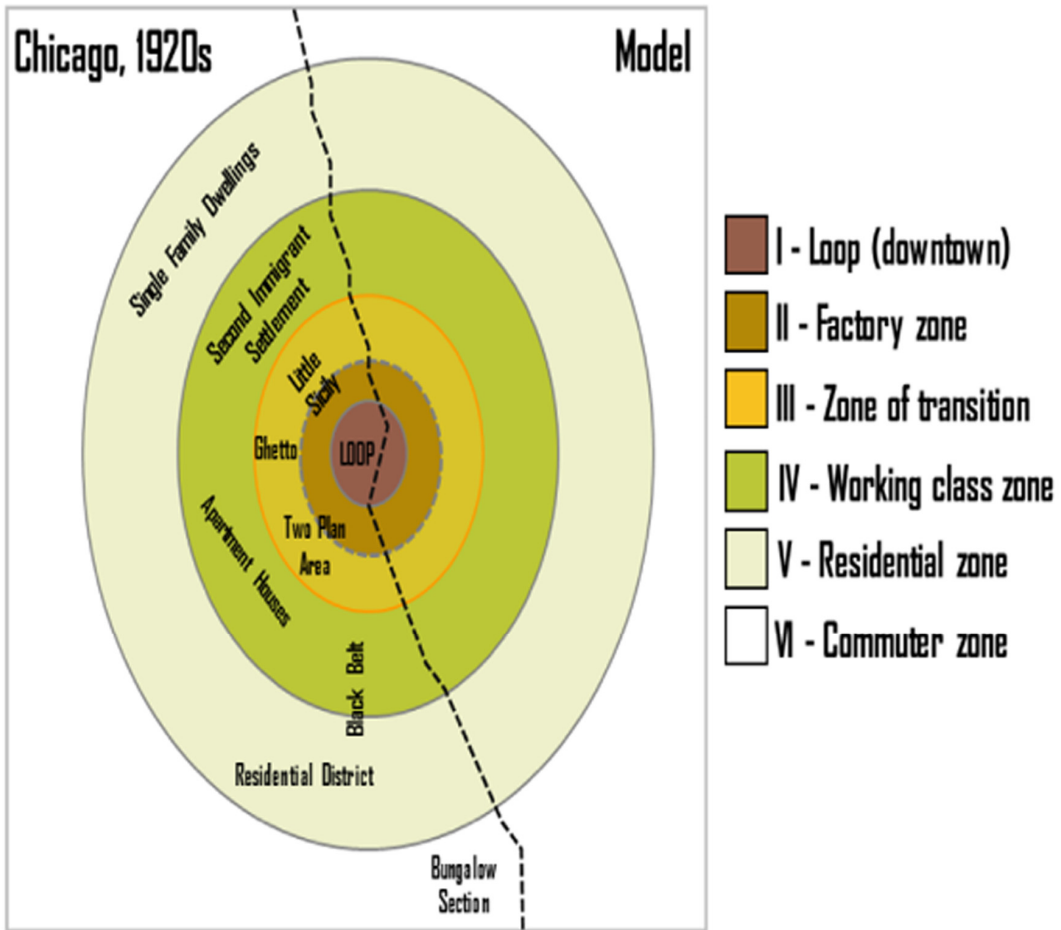 Chicago, 1920s
Model
Single Family Dwellings
Second Immigrant
Settlement
Little
Sicily
Ghetto
LOOP
Two Plan
Area
Apartment Houses
Black Belt
Residential District
Bungalow
Section
I - Loop (downtown)
II - Factory zone
III - Zone of transition
IV - Working class zone
V - Residential zone
VI - Commuter zone